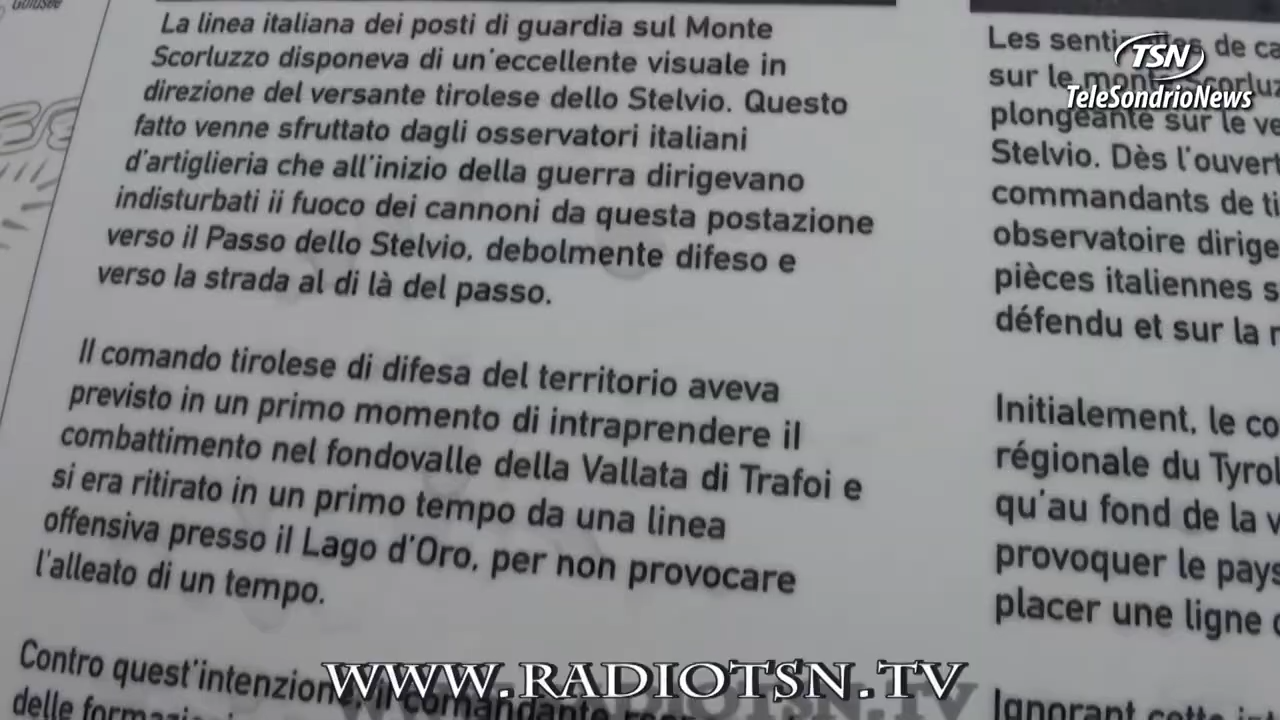 La linea italiana dei posti di guardia sul Monte
Scorluzzo disponeva di un'eccellente visuale in
direzione del versante tirolese dello Stelvio. Questo
fatto venne sfruttato dagli osservatori italiani
d'artiglieria che all'inizio della guerra dirigevano
indisturbati ii fuoco dei cannoni da questa postazione
verso il Passo dello Stelvio, debolmente difeso e
verso la strada al di là del passo.
Il comando tirolese di difesa del territorio aveva
previsto in un primo momento di intraprendere il
combattimento nel fondovalle della Vallata di Trafoi e
si era ritirato in un primo tempo da una linea
offensiva presso il Lago d'Oro, per non provocare
l'alleato di un tempo.
Contro quest'intenzione, il comandante
delle
Les de
sur le
plongeante sur le
Stelvio. Dès
commandants de
observatoire
pièces italiennes
défendu et sur la
Initialement, le
régionale du
qu'au fond de la
provoquer le
placer une ligne
Ignorant cette
TSN
TeleSondrioNews
www.radiotsn.tv